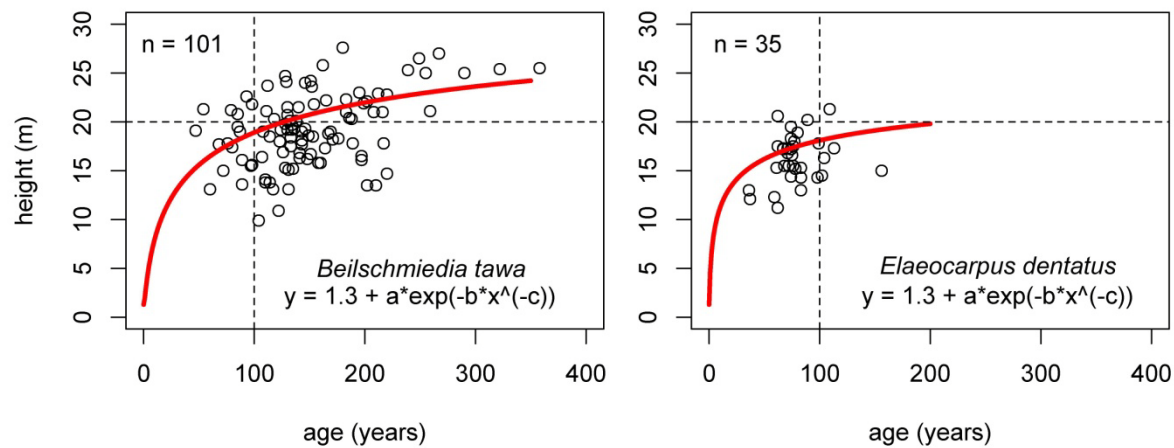 30
25
20
15
10
5
0
height (m)
n = 101
Beilschmiedia tawa
y = 1.3 + a*exp(-b*x^(-c))
0 100 200 300 400
age (years)
30
25
20
15
10
5
0
n = 35
Elaeocarpus dentatus
y = 1.3 + a*exp(-b*x^(-c))
0 100 200 300 400
age (years)